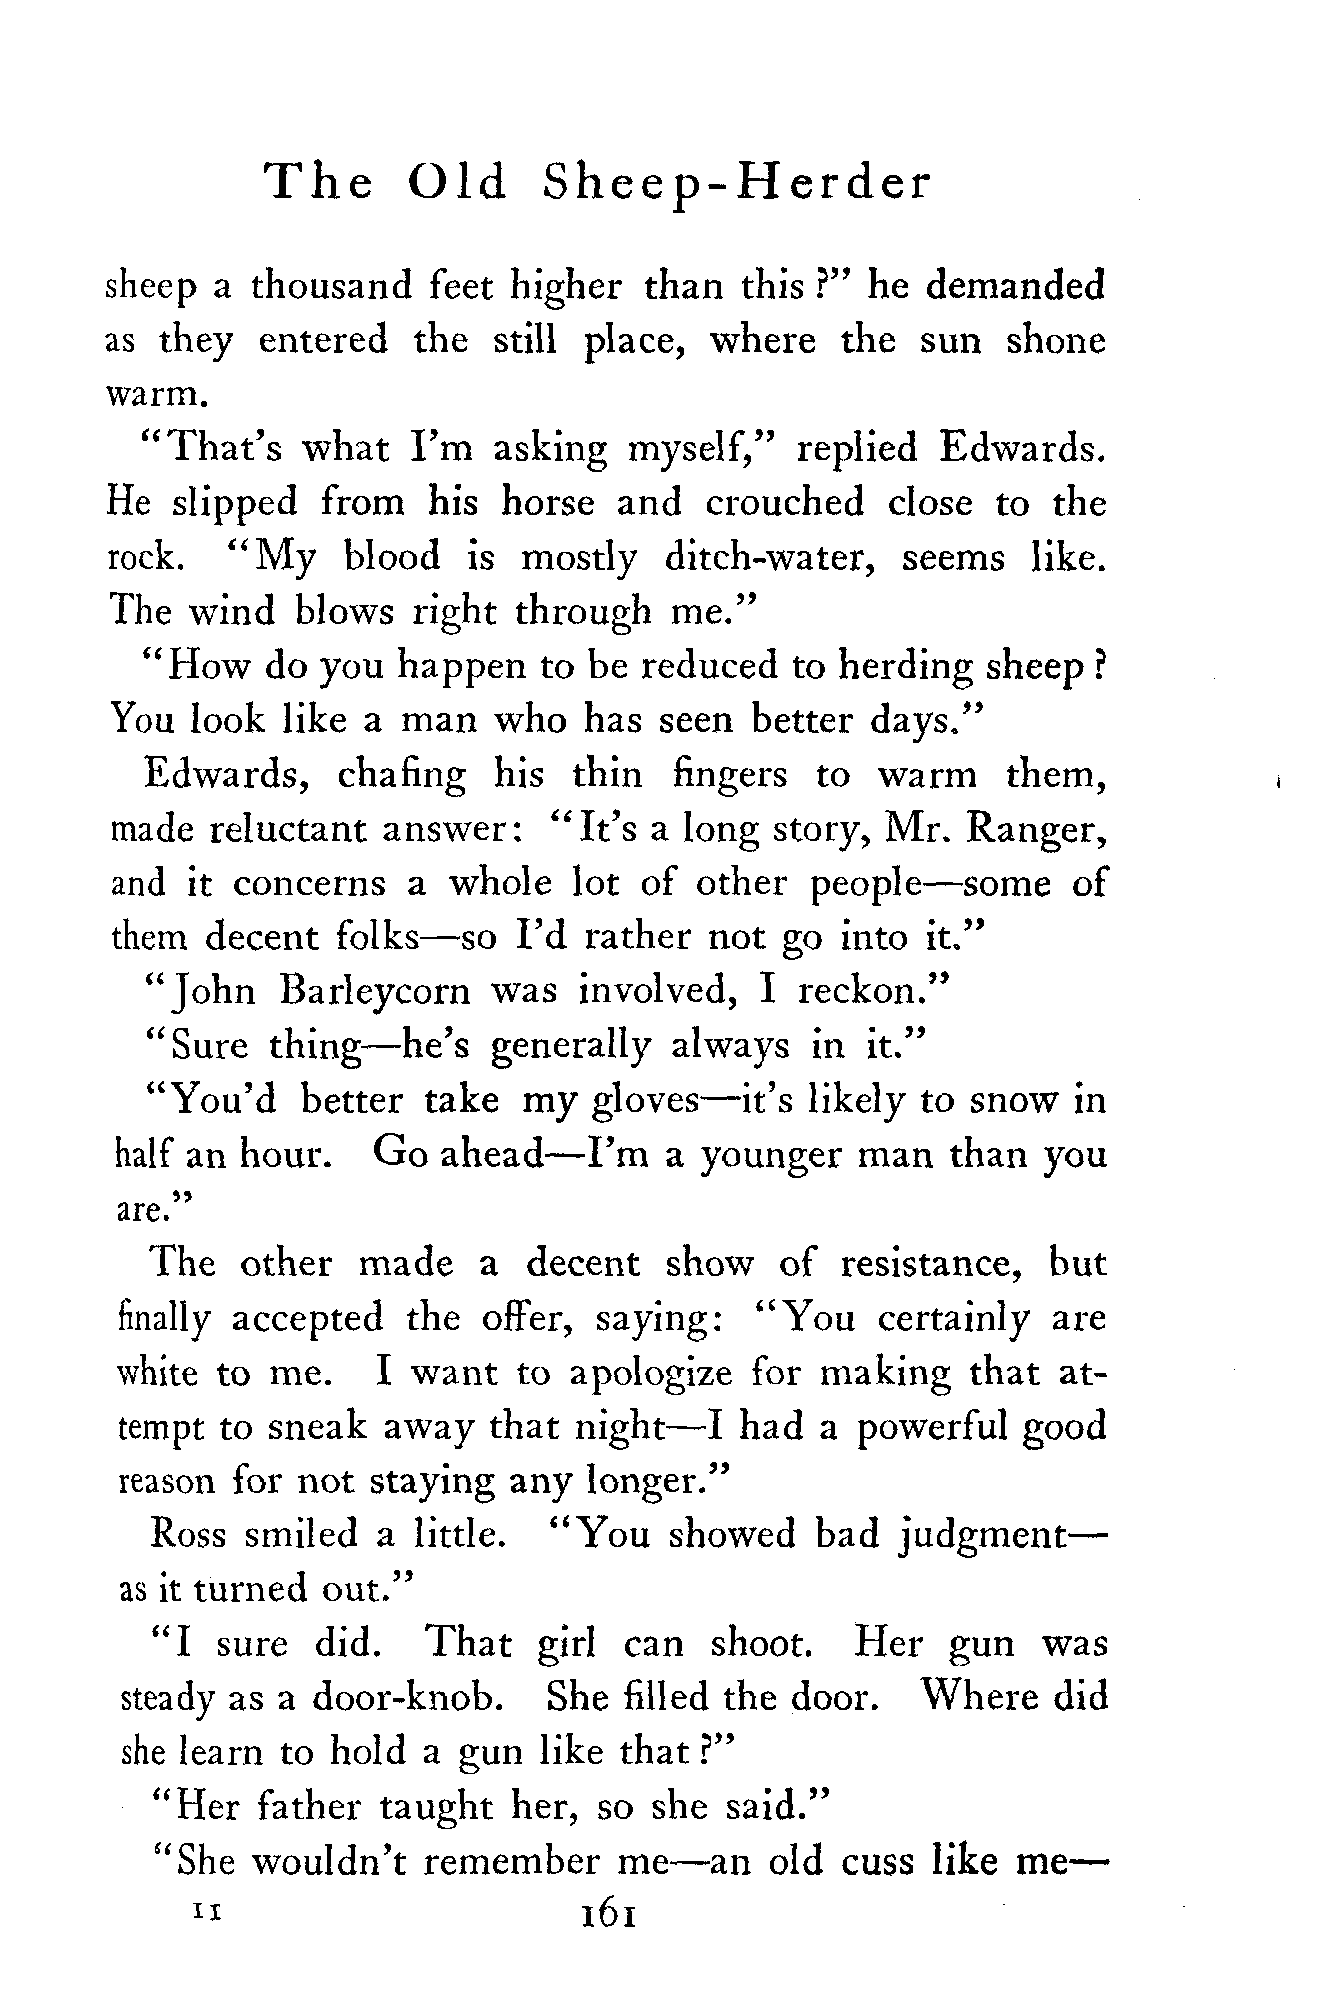 The Old Sheep-Herder
sheep a thousand feet higher than this?" he demanded
as they entered the still place, where the sun shone
warm.
"That's what I'm asking myself," replied Edwards.
He slipped from his horse and crouched close to the
rock. "My blood is mostly ditch-water, seems like.
The wind blows right through me."
"How do you happen to be reduced to herding sheep?
You look like a man who has seen better days."
Edwards, chafing his thin fingers to warm them,
made reluctant answer: "It's a long story, Mr. Ranger,
and it concerns a whole lot of other people—some of
them decent folks—so I'd rather not go into it."
"John Barleycorn was involved, I reckon."
"Sure thing—he's generally always in it."
"You'd better take my gloves—it's likely to snow in
half an hour. Go ahead—I'm a younger man than you
are."
The other made a decent show of resistance, but
finally accepted the offer, saying: "You certainly are
white to me. I want to apologize for making that at-
tempt to sneak away that night—I had a powerful good
reason for not staying any longer."
Ross smiled a little. "You showed bad judgment—
as it turned out."
"I sure did. That girl can shoot. Her gun was
steady as a door-knob. She filled the door. Where did
she learn to hold a gun like that?"
"Her father taught her, so she said."
"She wouldn't remember me—an old cuss like me—
11 161